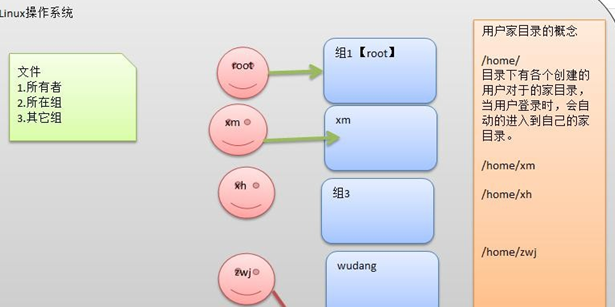 Linux操作系统
文件
1.所有者
2.所在组
3.其它组
root
组1【root】
xm
xm
xh
组3
zwj
wudang
用户家目录的概念
/home/
目录下有各个创建的
用户对于的家目录，
当用户登录时，会自
动的进入到自己的家
目录。
/home/xm
/home/xh
/home/zwj